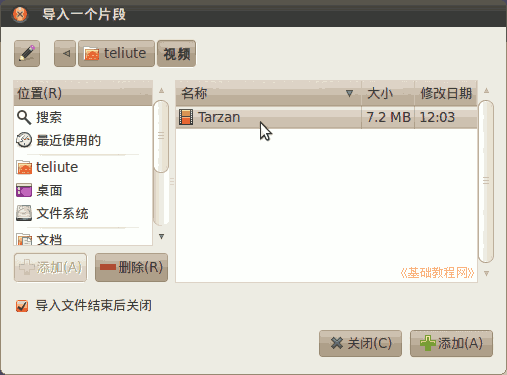 导入一个片段
teliute 视频
位置(R)
搜索
最近使用的
teliute
桌面
文件系统
文档
添加(A) 删除(R)
名称 大小 修改日期
Tarzan 7.2 MB 12:03
《基础教程网》
导入文件结束后关闭
关闭(C) 添加(A)